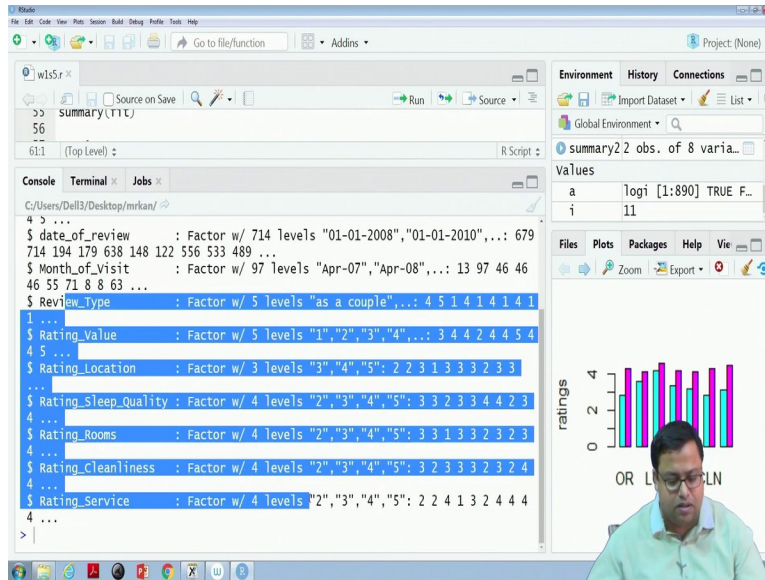 RStudio
File Edit Code View Plots Session Build Debug Profile Tools Help
Go to file/function
Addins
Project: (None)
w1s5.r
Source on Save
Run
Source
55 summary(fit)
56
61:1 (Top Level)
R Script
Console Terminal Jobs
C:/Users/Dell3/Desktop/mrkan/
4 5 ...
$ date_of_review : Factor w/ 714 levels "01-01-2008","01-01-2010",..: 679
714 194 179 638 148 122 556 533 489 ...
$ Month_of_Visit : Factor w/ 97 levels "Apr-07","Apr-08",..: 13 97 46 46
46 55 71 8 8 63 ...
$ Review_Type : Factor w/ 5 levels "as a couple",..: 4 5 1 4 1 4 1 4 1
1 ...
$ Rating_Value : Factor w/ 5 levels "1","2","3","4",..: 3 4 4 2 4 4 5 4
4 5 ...
$ Rating_Location : Factor w/ 3 levels "3","4","5": 2 2 3 1 3 3 3 2 3 3
...
$ Rating_Sleep_Quality : Factor w/ 4 levels "2","3","4","5": 3 3 2 3 3 4 4 2 3
4 ...
$ Rating_Rooms : Factor w/ 4 levels "2","3","4","5": 3 3 1 3 3 2 3 2 3
4 ...
$ Rating_Cleanliness : Factor w/ 4 levels "2","3","4","5": 3 2 3 3 3 2 3 2 4
4 ...
$ Rating_Service : Factor w/ 4 levels "2","3","4","5": 2 2 4 1 3 2 4 4 4
4 ...
>
Environment History Connections
Import Dataset
List
Global Environment
summary2 2 obs. of 8 varia…
Values
a logi [1:890] TRUE F…
i 11
Files Plots Packages Help
Zoom Export
ratings
4
2
0
OR